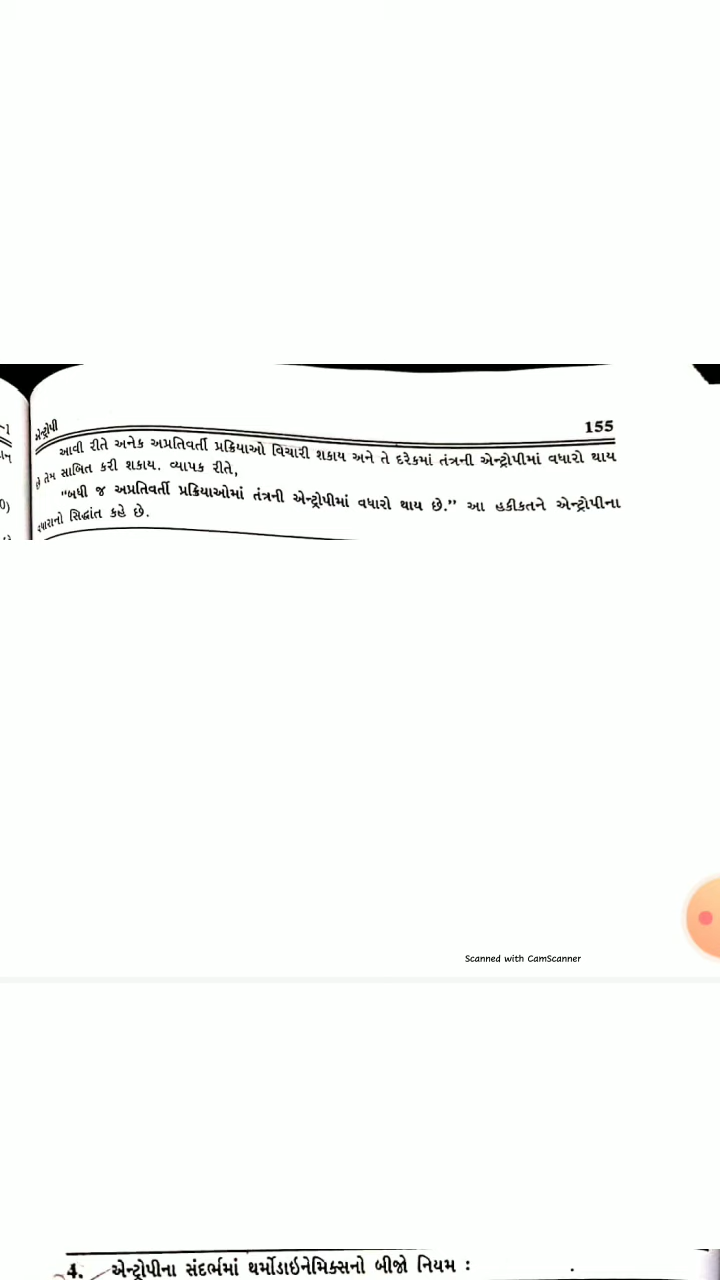 એન્ટ્રોપી
155
આવી રીતે અનેક અપ્રતિવર્તી પ્રક્રિયાઓ વિચારી શકાય અને તે દરેકમાં તંત્રની એન્ટ્રોપીમાં વધારો થાય
છે તેમ સાબિત કરી શકાય. વ્યાપક રીતે,
"બધી જ અપ્રતિવર્તી પ્રક્રિયાઓમાં તંત્રની એન્ટ્રોપીમાં વધારો થાય છે." આ હકીકતને એન્ટ્રોપીના
વધારાનો સિદ્ધાંત કહે છે.
Scanned with CamScanner
4. એન્ટ્રોપીના સંદર્ભમાં થર્મોડાઇનેમિક્સનો બીજો નિયમ :